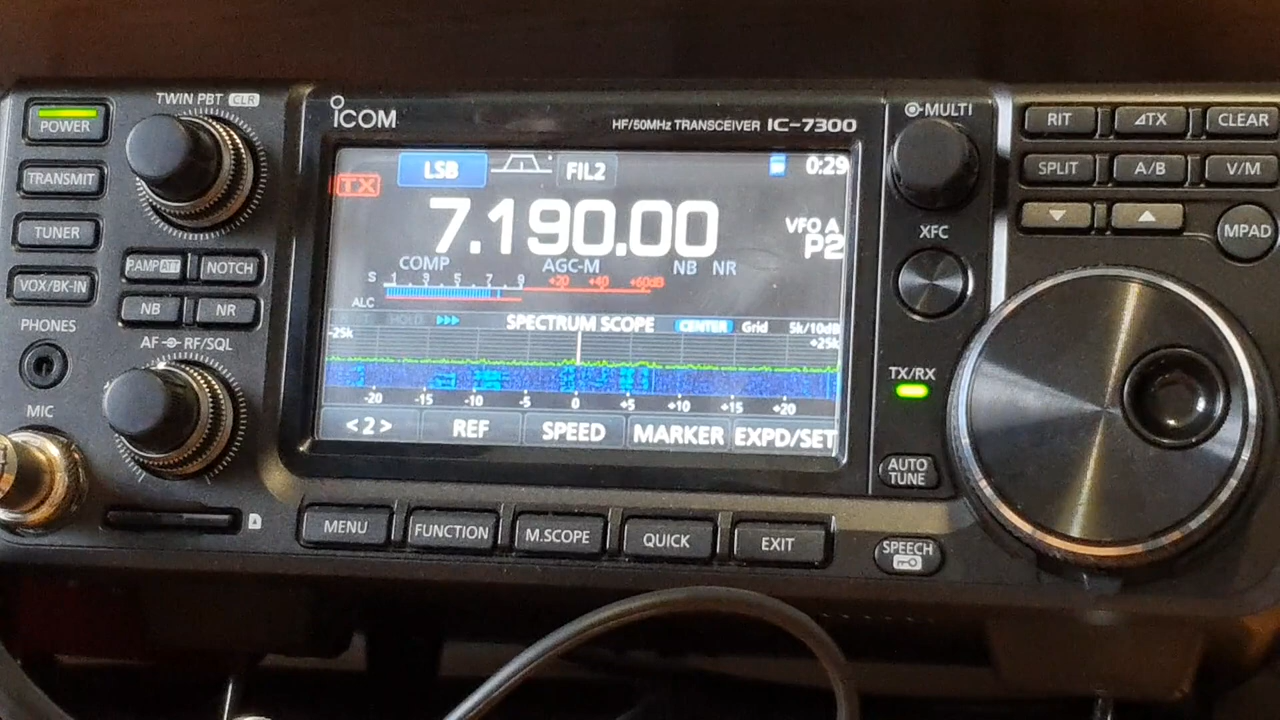 TWIN PBT CLR
POWER
TRANSMIT
TUNER
VOX/BK-IN
P.AMP ATT
NOTCH
NB
NR
PHONES
AF RF/SQL
MIC
ICOM
HF/50MHz TRANSCEIVER IC-7300
LSB
FIL2
0:29
TX
7.190.00
VFO A
P2
COMP
AGC-M
NB NR
S 1 3 5 7 9 +20 +40 +60dB
ALC
HOLD
SPECTRUM SCOPE
CENTER
Grid
5k/10dB
-25k
+25k
-20 -15 -10 -5 0 +5 +10 +15 +20
< 2 >
REF
SPEED
MARKER
EXPD/SET
MENU
FUNCTION
M.SCOPE
QUICK
EXIT
MULTI
XFC
TX/RX
AUTO
TUNE
SPEECH
RIT
ΔTX
CLEAR
SPLIT
A/B
V/M
MPAD